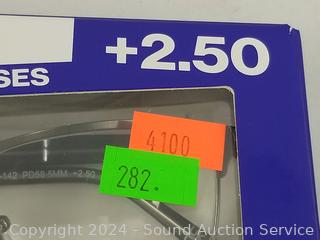 +2.50
SES
4100
-142 PD58.5MM +2.50
282.
Copyright 2024 - Sound Auction Service